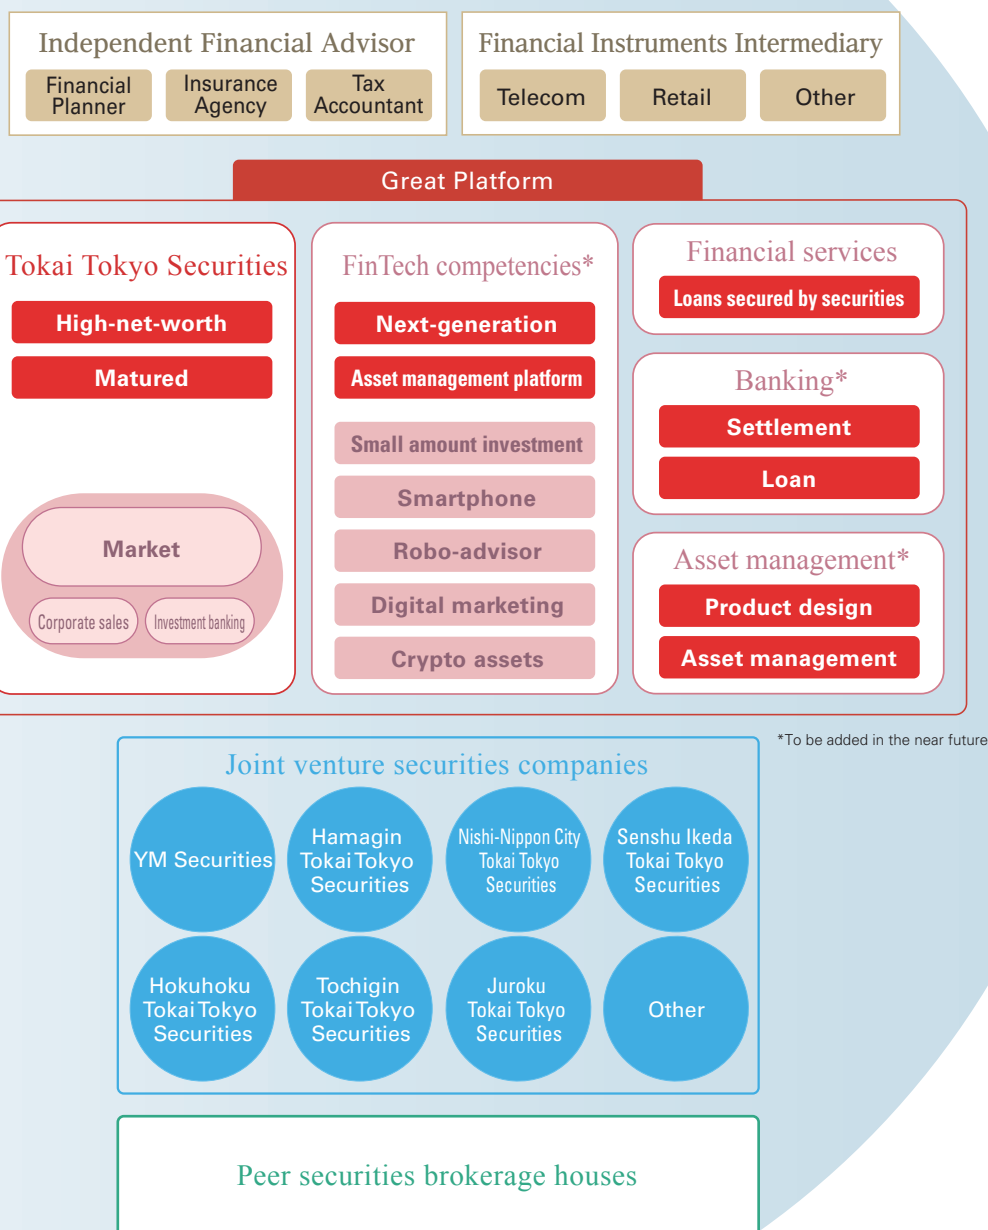 Independent Financial Advisor
Financial
Planner
Insurance
Agency
Tax
Accountant
Financial Instruments Intermediary
Telecom
Retail
Other
Great Platform
Tokai Tokyo Securities
High-net-worth
Matured
Market
Corporate sales
Investment banking
FinTech competencies*
Next-generation
Asset management platform
Small amount investment
Smartphone
Robo-advisor
Digital marketing
Crypto assets
Financial services
Loans secured by securities
Banking*
Settlement
Loan
Asset management*
Product design
Asset management
*To be added in the near future
Joint venture securities companies
YM Securities
Hamagin
Tokai Tokyo
Securities
Nishi-Nippon City
Tokai Tokyo
Securities
Senshu Ikeda
Tokai Tokyo
Securities
Hokuhoku
Tokai Tokyo
Securities
Tochigin
Tokai Tokyo
Securities
Juroku
Tokai Tokyo
Securities
Other
Peer securities brokerage houses